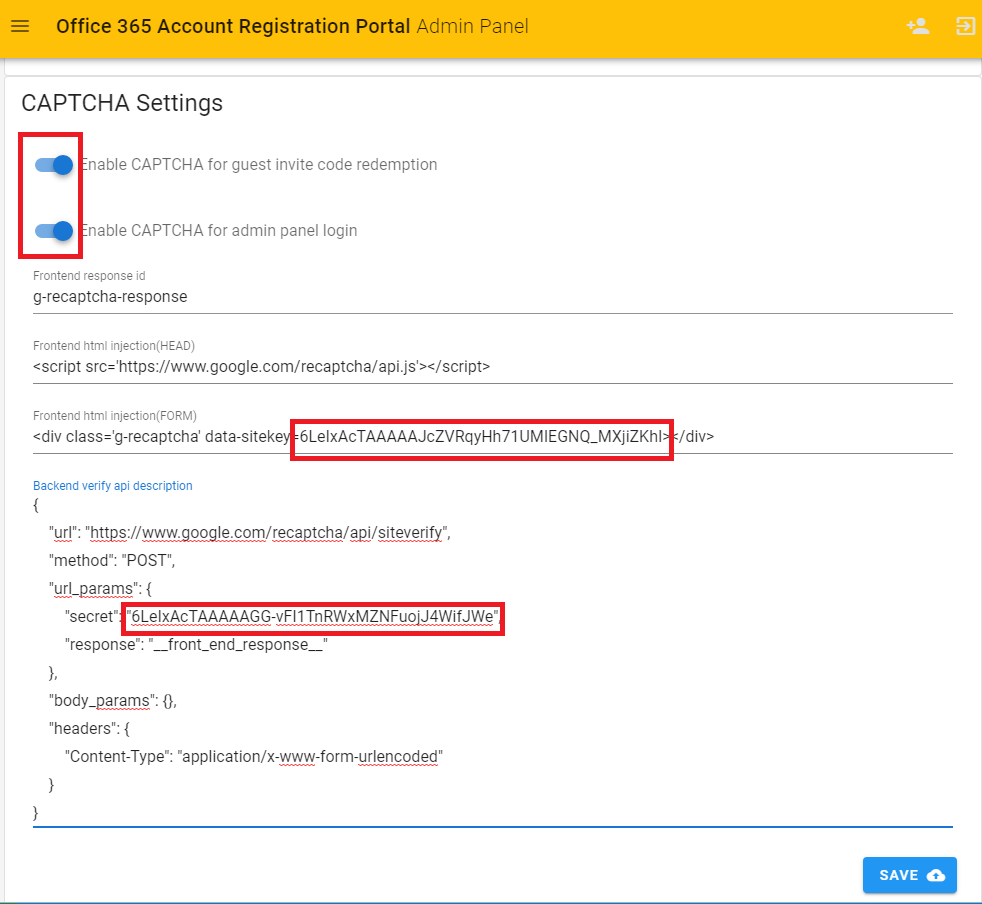 Office 365 Account Registration Portal Admin Panel
CAPTCHA Settings
Enable CAPTCHA for guest invite code redemption
Enable CAPTCHA for admin panel login
Frontend response id
g-recaptcha-response
Frontend html injection(HEAD)
<script src='https://www.google.com/recaptcha/api.js'></script>
Frontend html injection(FORM)
<div class='g-recaptcha' data-sitekey=6LeIxAcTAAAAAJcZVRqyHh71UMIEGNQ_MXjiZKhI></div>
Backend verify api description
{
"url": "https://www.google.com/recaptcha/api/siteverify",
"method": "POST",
"url_params": {
"secret": "6LeIxAcTAAAAAGG-vFI1TnRWxMZNFuojJ4WifJWe",
"response": "__front_end_response__"
},
"body_params": {},
"headers": {
"Content-Type": "application/x-www-form-urlencoded"
}
}
SAVE